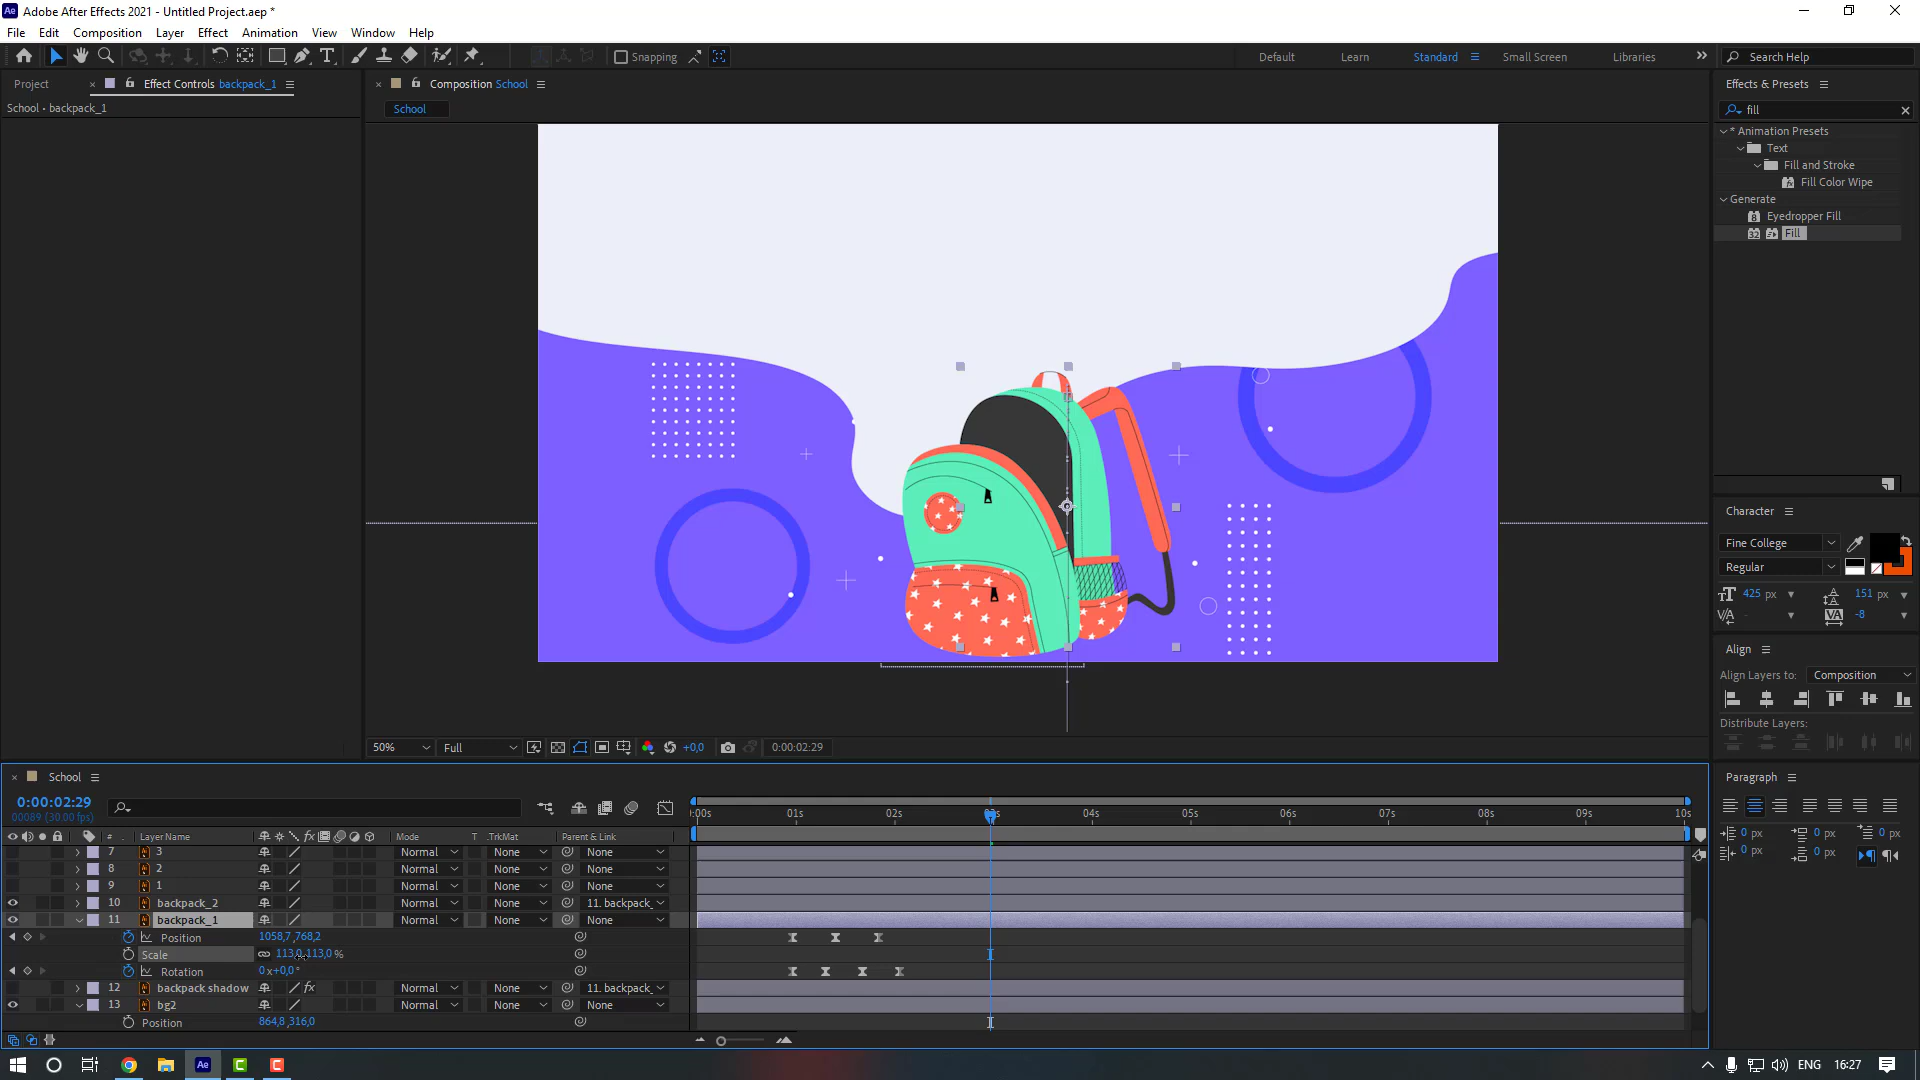 Adobe After Effects 2021 - Untitled Project.aep *
File Edit Composition Layer Effect Animation View Window Help
Snapping Default Learn Standard Small Screen Libraries Search Help
Project Effect Controls backpack_1 Composition School Effects & Presets
School • backpack_1 School fill
* Animation Presets
Text
Fill and Stroke
Fill Color Wipe
Generate
Eyedropper Fill
Fill
Character
Fine College
Regular
425 px 151 px
-8
Align
Align Layers to: Composition
Distribute Layers:
50% Full +0,0 0:00:02:29
School
Paragraph
0:00:02:29
00089 (30.00 fps)
:00s 01s 02s 04s 05s 06s 07s 08s 09s 10s
# Layer Name Mode T .TrkMat Parent & Link
0 px 0 px 0 px
0 px 0 px
7 3 Normal None None
8 2 Normal None None
9 1 Normal None None
10 backpack_2 Normal None 11. backpack_
11 backpack_1 Normal None None
Position 1058,7 ,768,2
Scale 113,0 ,113,0 %
Rotation 0 x+0,0 °
12 backpack shadow Normal None 11. backpack_
13 bg2 Normal None None
Position 864,8 ,316,0
ENG 16:27